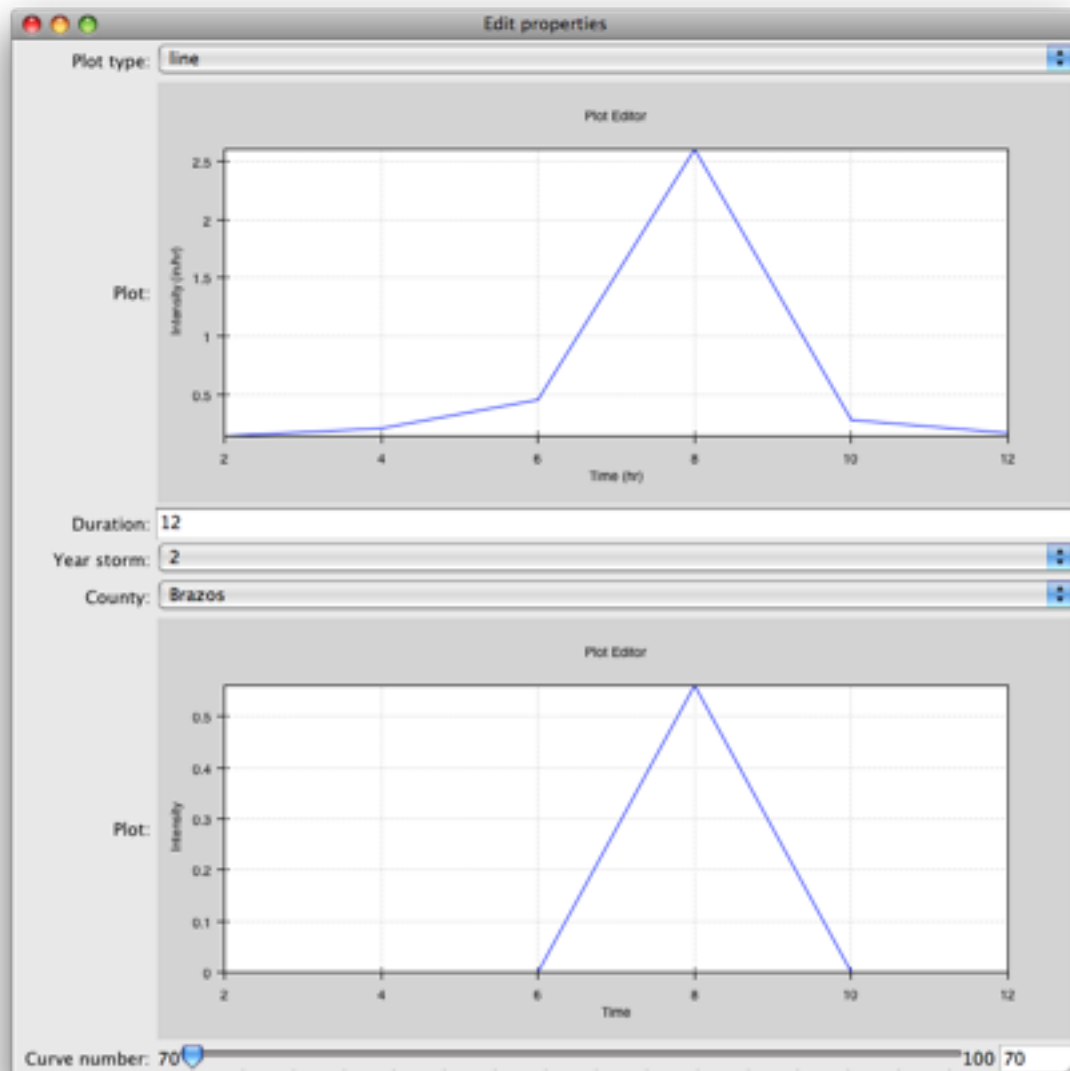 Edit properties
Plot type: line
Plot Editor
2.5
2
1.5
1
0.5
Intensity (in/hr)
Plot:
2 4 6 8 10 12
Time (hr)
Duration: 12
Year storm: 2
County: Brazos
Plot Editor
0.5
0.4
0.3
0.2
0.1
0
Intensity
Plot:
2 4 6 8 10 12
Time
Curve number: 70 100 70